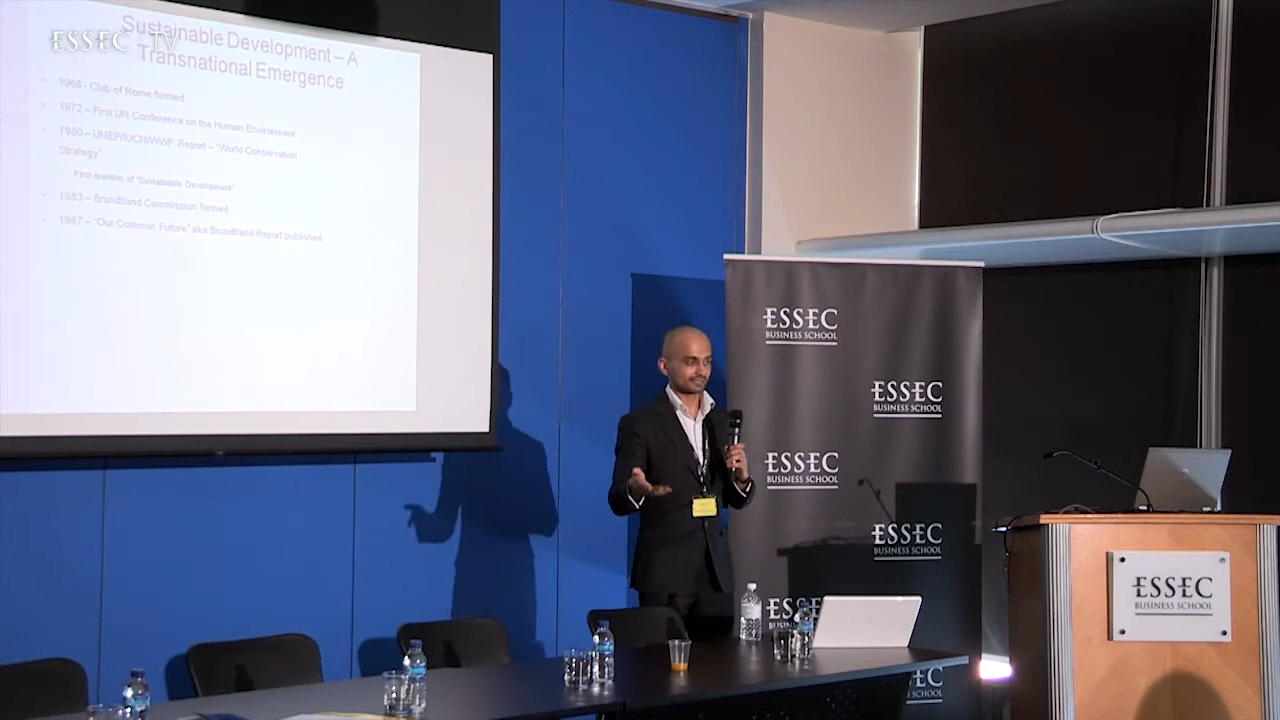 ESSEC TV
Sustainable Development – A
Transnational Emergence
1968 - Club of Rome formed
1972 – First UN Conference on the Human Environment
1980 – UNEP/IUCN/WWF Report – "World Conservation
Strategy"
First mention of "Sustainable Development"
1983 – Brundtland Commission formed
1987 – "Our Common Future" aka Brundtland Report published
ESSEC
BUSINESS SCHOOL
ESSEC
BUSINESS SCHOOL
ESSEC
BUSINESS SCHOOL
ESSEC
BUSINESS SCHOOL
ESSEC
BUSINESS SCHOOL